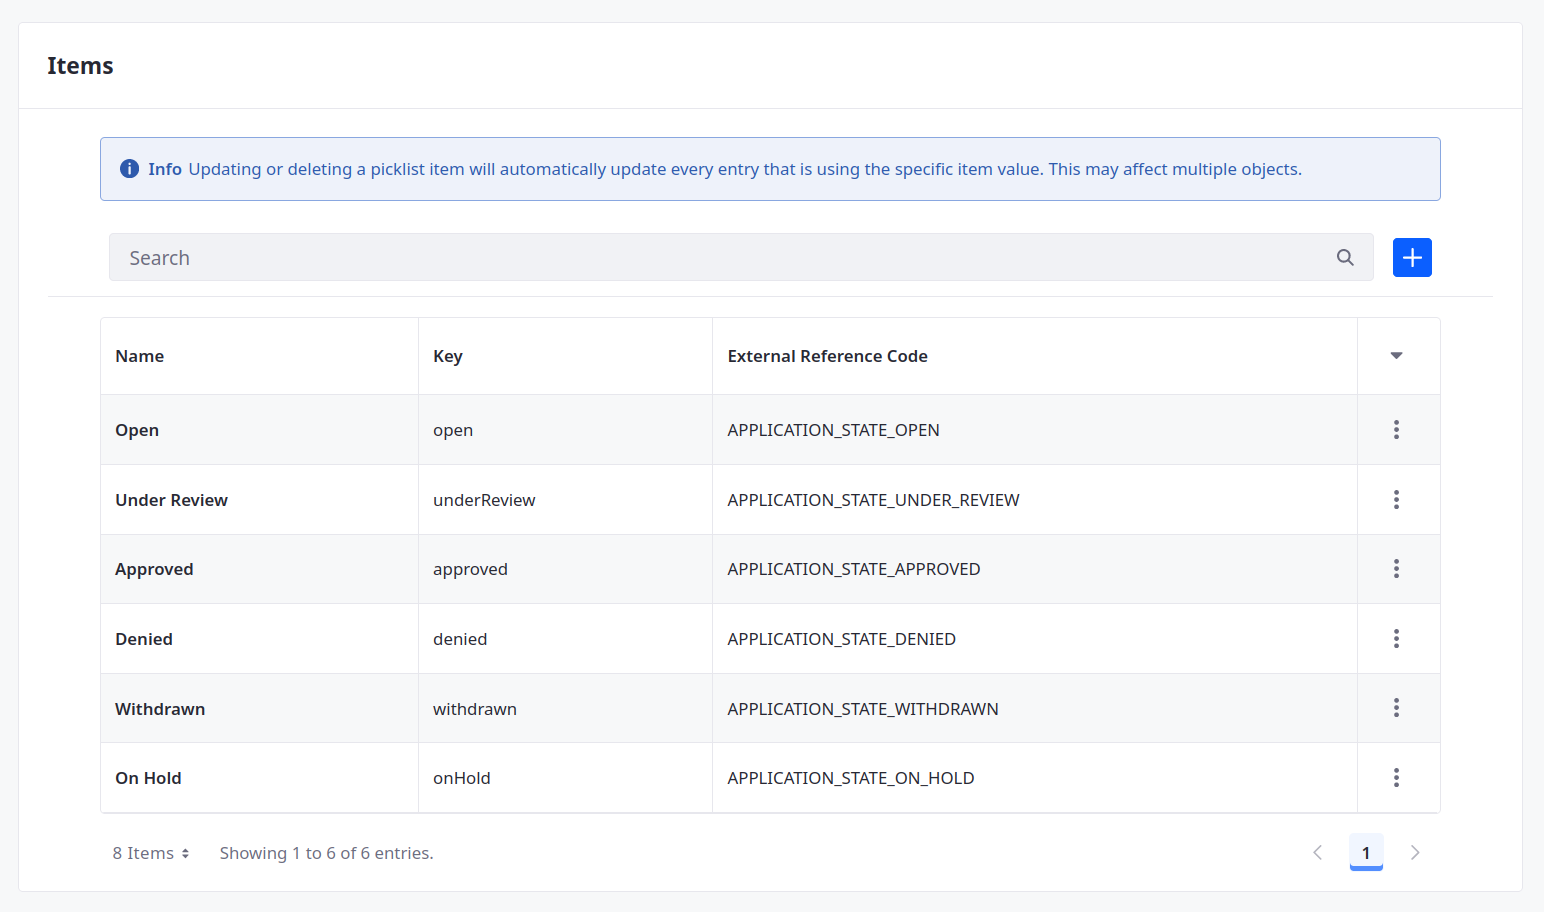 Items
Info Updating or deleting a picklist item will automatically update every entry that is using the specific item value. This may affect multiple objects.
Search
Name Key External Reference Code
Open open APPLICATION_STATE_OPEN
Under Review underReview APPLICATION_STATE_UNDER_REVIEW
Approved approved APPLICATION_STATE_APPROVED
Denied denied APPLICATION_STATE_DENIED
Withdrawn withdrawn APPLICATION_STATE_WITHDRAWN
On Hold onHold APPLICATION_STATE_ON_HOLD
8 Items Showing 1 to 6 of 6 entries. 1